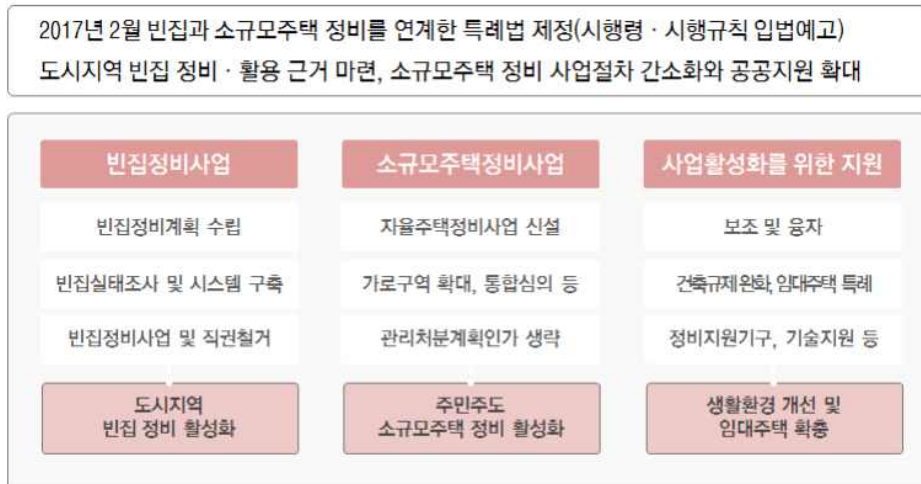 2017년 2월 빈집과 소규모주택 정비를 연계한 특례법 제정(시행령 · 시행규칙 입법예고)
도시지역 빈집 정비 · 활용 근거 마련, 소규모주택 정비 사업절차 간소화와 공공지원 확대
빈집정비사업
빈집정비계획 수립
빈집실태조사 및 시스템 구축
빈집정비사업 및 직권철거
도시지역
빈집 정비 활성화
소규모주택정비사업
자율주택정비사업 신설
가로구역 확대, 통합심의 등
관리처분계획인가 생략
주민주도
소규모주택 정비 활성화
사업활성화를 위한 지원
보조 및 융자
건축규제 완화, 임대주택 특례
정비지원기구, 기술지원 등
생활환경 개선 및
임대주택 확충